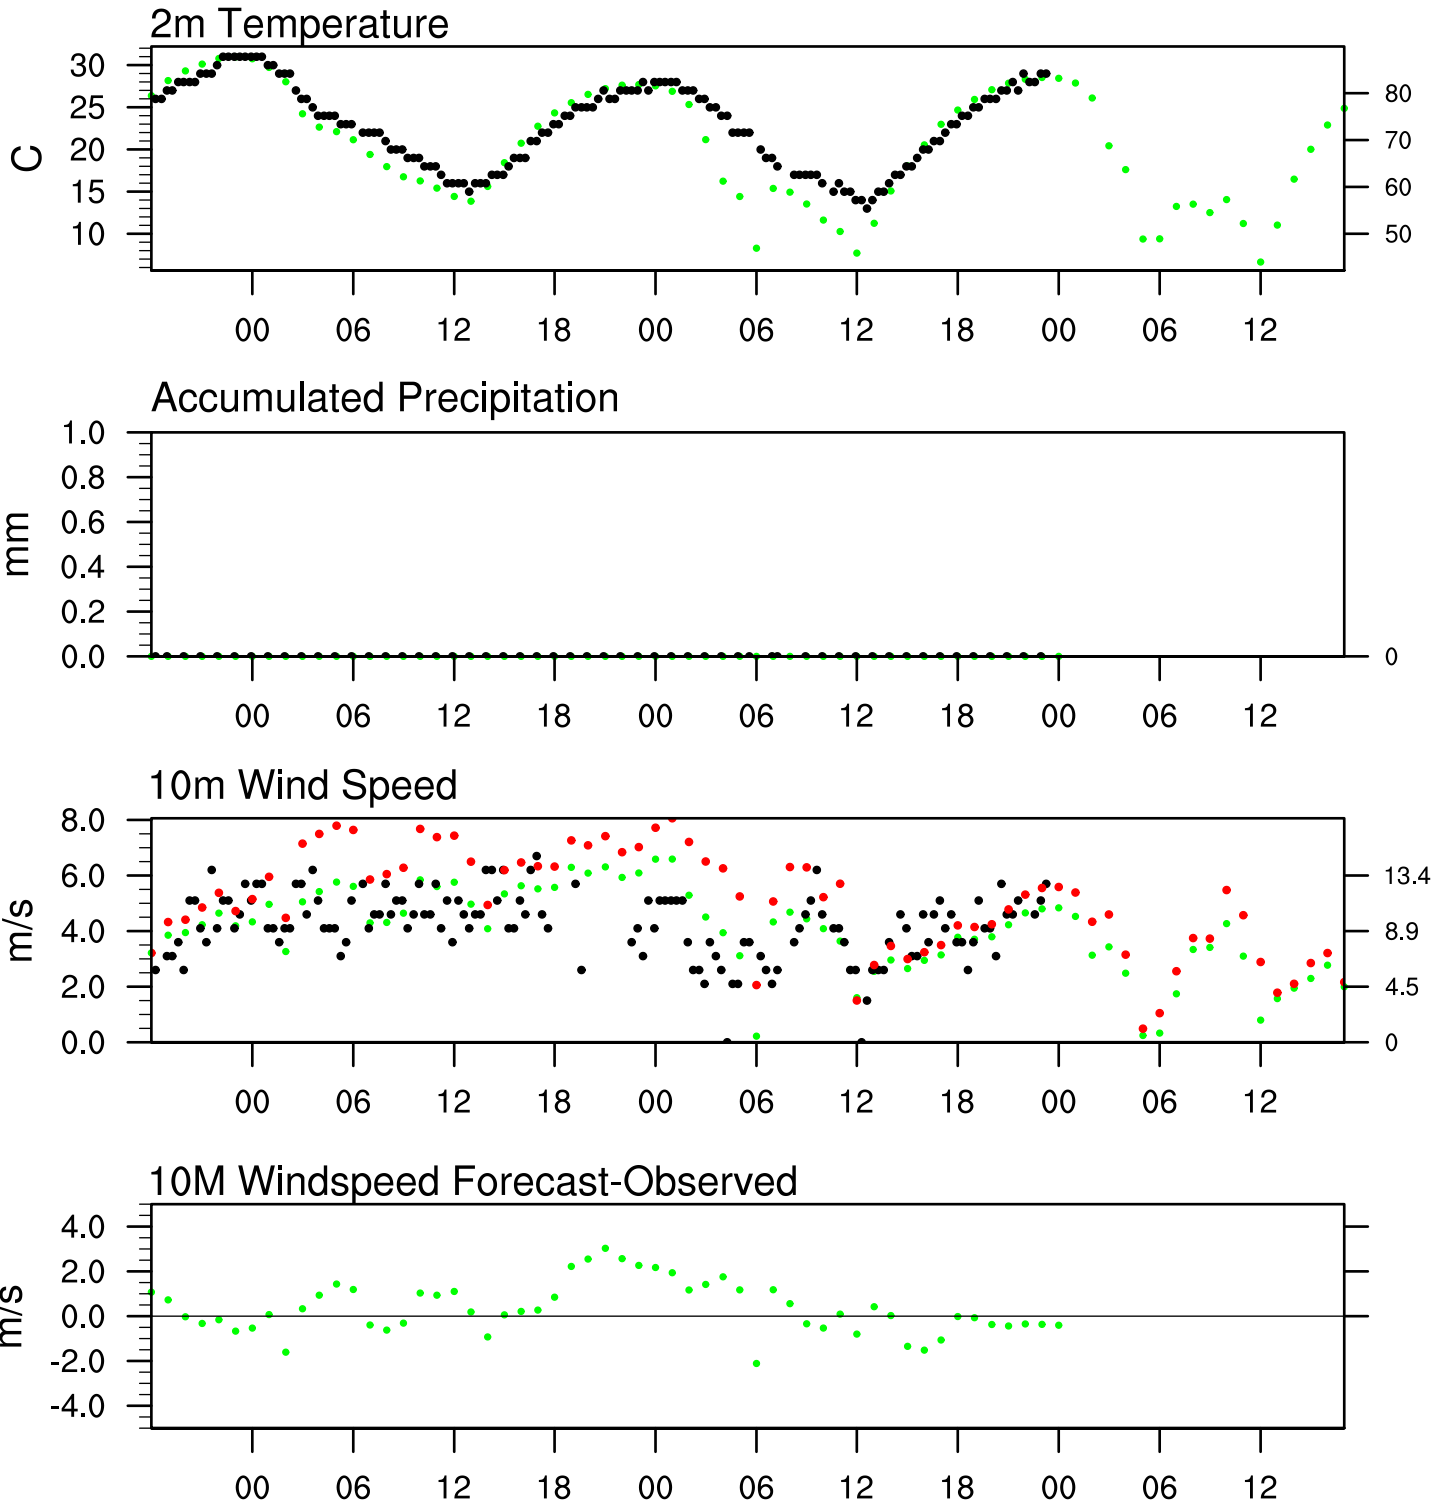 2m Temperature
30
25
20
15
10
C
80
70
60
50
00 06 12 18 00 06 12 18 00 06 12
Accumulated Precipitation
1.0
0.8
0.6
0.4
0.2
0.0
mm
0
00 06 12 18 00 06 12 18 00 06 12
10m Wind Speed
8.0
6.0
4.0
2.0
0.0
m/s
13.4
8.9
4.5
0
00 06 12 18 00 06 12 18 00 06 12
10M Windspeed Forecast-Observed
4.0
2.0
0.0
-2.0
-4.0
m/s
00 06 12 18 00 06 12 18 00 06 12